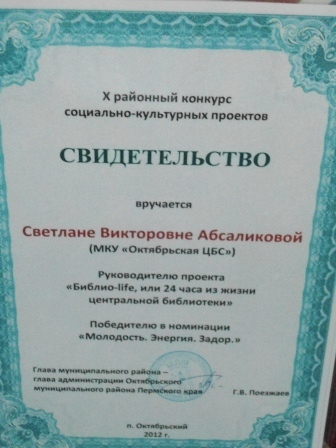 X районный конкурс
социально-культурных проектов
СВИДЕТЕЛЬСТВО
вручается
Светлане Викторовне Абсаликовой
(МКУ «Октябрьская ЦБС»)
Руководителю проекта
«Библио-life, или 24 часа из жизни
центральной библиотеки»
Победителю в номинации
«Молодость. Энергия. Задор.»
Глава муниципального района –
глава администрации Октябрьского
муниципального района Пермского края
Г.В. Поезжаев
п. Октябрьский
2012 г.